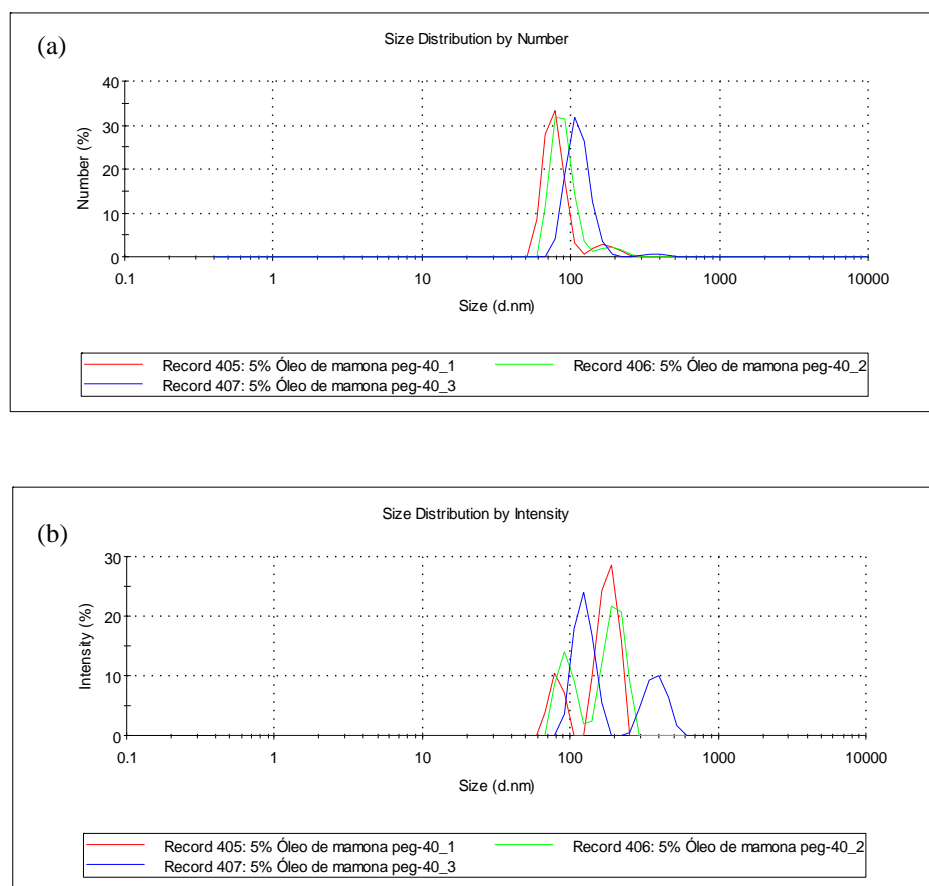 (a)
Size Distribution by Number
40
30
20
10
0
Number (%)
0.1 1 10 100 1000 10000
Size (d.nm)
Record 405: 5% Óleo de mamona peg-40_1 Record 406: 5% Óleo de mamona peg-40_2
Record 407: 5% Óleo de mamona peg-40_3
(b)
Size Distribution by Intensity
30
20
10
0
Intensity (%)
0.1 1 10 100 1000 10000
Size (d.nm)
Record 405: 5% Óleo de mamona peg-40_1 Record 406: 5% Óleo de mamona peg-40_2
Record 407: 5% Óleo de mamona peg-40_3